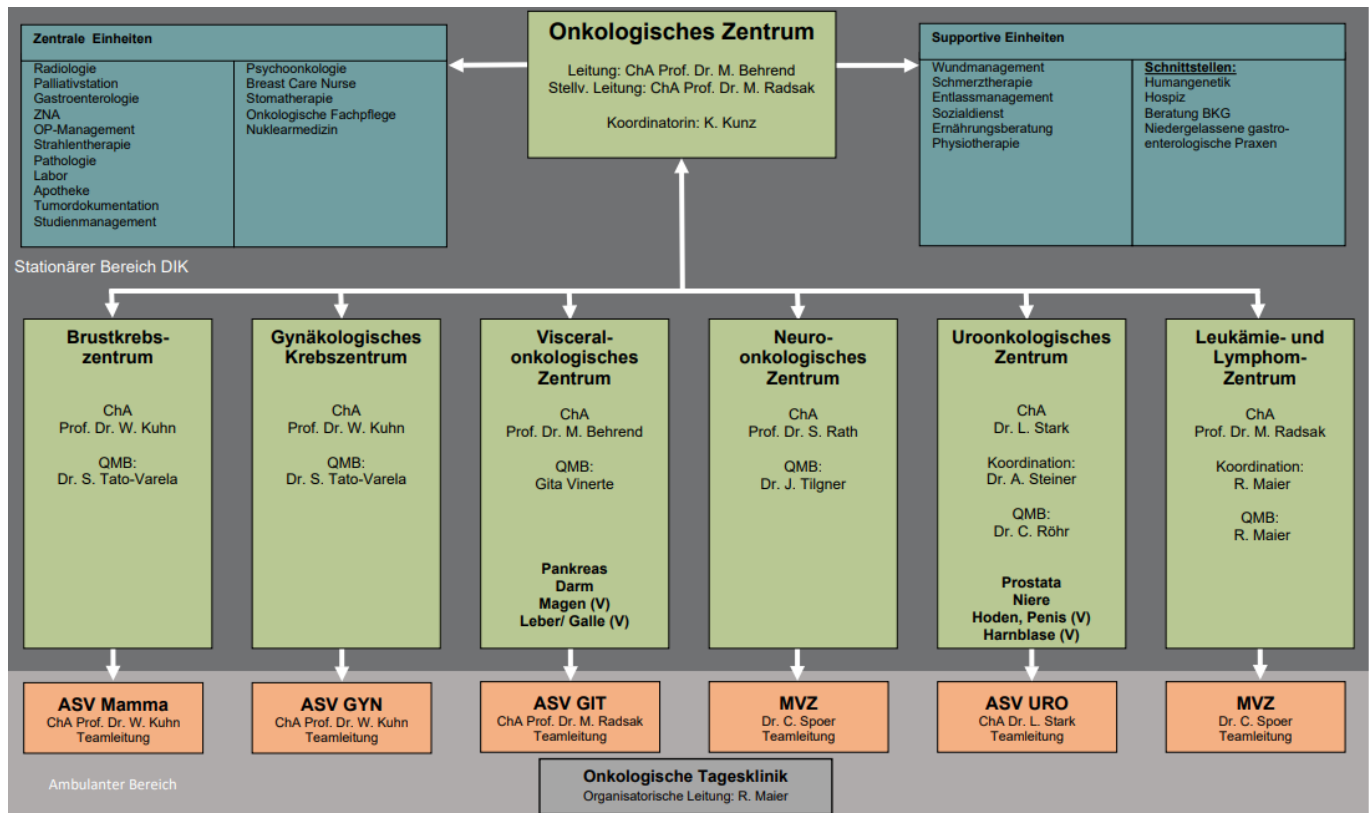 Onkologisches Zentrum
Leitung: ChA Prof. Dr. M. Behrend
Stellv. Leitung: ChA Prof. Dr. M. Radsak
Koordinatorin: K. Kunz
Zentrale Einheiten
Radiologie
Palliativstation
Gastroenterologie
ZNA
OP-Management
Strahlentherapie
Pathologie
Labor
Apotheke
Tumordokumentation
Studienmanagement
Psychoonkologie
Breast Care Nurse
Stomatherapie
Onkologische Fachpflege
Nuklearmedizin
Supportive Einheiten
Wundmanagement
Schmerztherapie
Entlassmanagement
Sozialdienst
Ernährungsberatung
Physiotherapie
Schnittstellen:
Humangenetik
Hospiz
Beratung BKG
Niedergelassene gastro-
enterologische Praxen
Stationärer Bereich DIK
Brustkrebs-
zentrum
ChA
Prof. Dr. W. Kuhn
QMB:
Dr. S. Tato-Varela
Gynäkologisches
Krebszentrum
ChA
Prof. Dr. W. Kuhn
QMB:
Dr. S. Tato-Varela
Visceral-
onkologisches
Zentrum
ChA
Prof. Dr. M. Behrend
QMB:
Gita Vinerte
Pankreas
Darm
Magen (V)
Leber/ Galle (V)
Neuro-
onkologisches
Zentrum
ChA
Prof. Dr. S. Rath
QMB:
Dr. J. Tilgner
Uroonkologisches
Zentrum
ChA
Dr. L. Stark
Koordination:
Dr. A. Steiner
QMB:
Dr. C. Röhr
Prostata
Niere
Hoden, Penis (V)
Harnblase (V)
Leukämie- und
Lymphom-
Zentrum
ChA
Prof. Dr. M. Radsak
Koordination:
R. Maier
QMB:
R. Maier
ASV Mamma
ChA Prof. Dr. W. Kuhn
Teamleitung
ASV GYN
ChA Prof. Dr. W. Kuhn
Teamleitung
ASV GIT
ChA Prof. Dr. M. Radsak
Teamleitung
MVZ
Dr. C. Spoer
Teamleitung
ASV URO
ChA Dr. L. Stark
Teamleitung
MVZ
Dr. C. Spoer
Teamleitung
Ambulanter Bereich
Onkologische Tagesklinik
Organisatorische Leitung: R. Maier